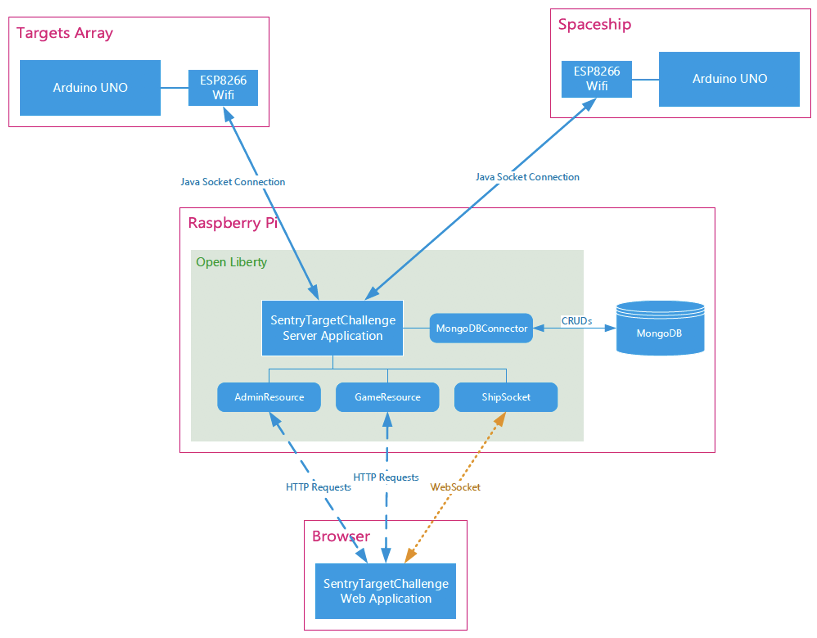 Targets Array
Spaceship
Arduino UNO
ESP8266
Wifi
ESP8266
Wifi
Arduino UNO
Java Socket Connection
Java Socket Connection
Raspberry Pi
Open Liberty
SentryTargetChallenge
Server Application
MongoDBConnector
CRUDs
MongoDB
AdminResource
GameResource
ShipSocket
HTTP Requests
HTTP Requests
WebSocket
Browser
SentryTargetChallenge
Web Application